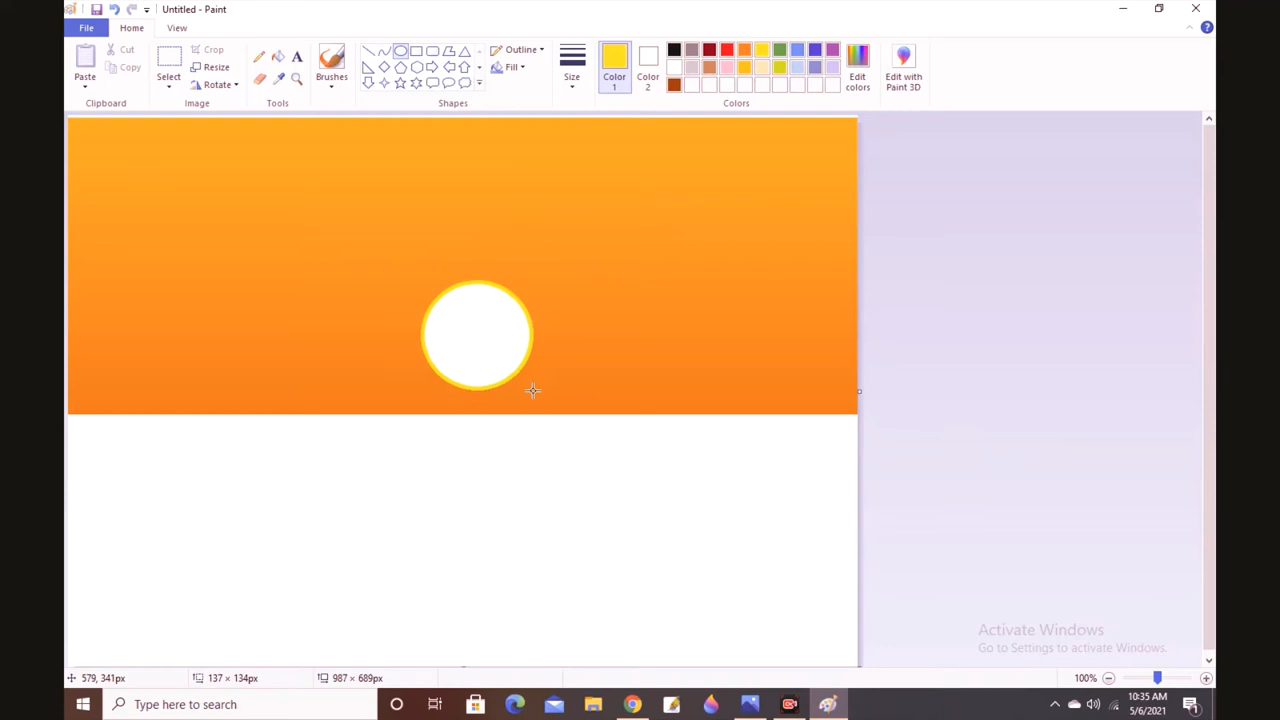 Untitled - Paint
File Home View
Paste
Cut
Copy
Clipboard
Select
Crop
Resize
Rotate
Image
Tools
Brushes
Shapes
Outline
Fill
Size
Color 1
Color 2
Colors
Edit colors
Edit with Paint 3D
Activate Windows
Go to Settings to activate Windows.
579, 341px 137 × 134px 987 × 689px 100%
Type here to search
10:35 AM
5/6/2021
1